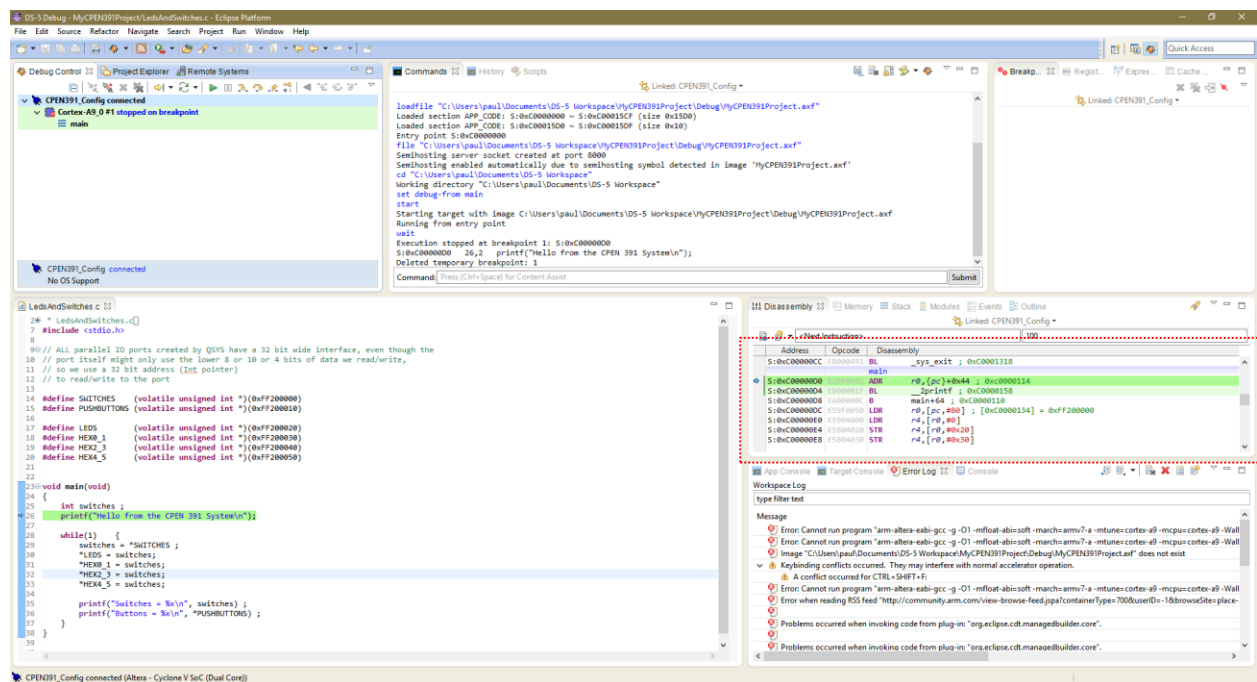 DS-5 Debug - MyCPEN391Project/LedsAndSwitches.c - Eclipse Platform
File Edit Source Refactor Navigate Search Project Run Window Help
Quick Access
Debug Control Project Explorer Remote Systems
CPEN391_Config connected
Cortex-A9_0 #1 stopped on breakpoint
main
CPEN391_Config connected
No OS Support
Commands History Scripts
Linked: CPEN391_Config
loadfile "C:\Users\paul\Documents\DS-5 Workspace\MyCPEN391Project\Debug\MyCPEN391Project.axf"
Loaded section APP_CODE: S:0xC0000000 ~ S:0xC00015CF (size 0x15D0)
Loaded section APP_CODE: S:0xC00015D0 ~ S:0xC00015DF (size 0x10)
Entry point S:0xC0000000
file "C:\Users\paul\Documents\DS-5 Workspace\MyCPEN391Project\Debug\MyCPEN391Project.axf"
Semihosting server socket created at port 8000
Semihosting enabled automatically due to semihosting symbol detected in image 'MyCPEN391Project.axf'
cd "C:\Users\paul\Documents\DS-5 Workspace"
Working directory "C:\Users\paul\Documents\DS-5 Workspace"
set debug-from main
start
Starting target with image C:\Users\paul\Documents\DS-5 Workspace\MyCPEN391Project\Debug\MyCPEN391Project.axf
Running from entry point
wait
Execution stopped at breakpoint 1: S:0xC00000D0
S:0xC00000D0 26,2 printf("Hello from the CPEN 391 System\n");
Deleted temporary breakpoint: 1
Command: Press (Ctrl+Space) for Content Assist Submit
Breakp... Regist... Expres... Cache ...
Linked: CPEN391_Config
LedsAndSwitches.c
2 * LedsAndSwitches.c
7 #include <stdio.h>
8
9 // ALL parallel IO ports created by QSYS have a 32 bit wide interface, even though the
10 // port itself might only use the lower 8 or 10 or 4 bits of data we read/write,
11 // so we use a 32 bit address (Int pointer)
12 // to read/write to the port
13
14 #define SWITCHES (volatile unsigned int *)(0xFF200000)
15 #define PUSHBUTTONS (volatile unsigned int *)(0xFF200010)
16
17 #define LEDS (volatile unsigned int *)(0xFF200020)
18 #define HEX0_1 (volatile unsigned int *)(0xFF200030)
19 #define HEX2_3 (volatile unsigned int *)(0xFF200040)
20 #define HEX4_5 (volatile unsigned int *)(0xFF200050)
21
22
23 void main(void)
24 {
25 int switches ;
26 printf("Hello from the CPEN 391 System\n");
27
28 while(1) {
29 switches = *SWITCHES ;
30 *LEDS = switches;
31 *HEX0_1 = switches;
32 *HEX2_3 = switches;
33 *HEX4_5 = switches;
34
35 printf("Switches = %x\n", switches) ;
36 printf("Buttons = %x\n", *PUSHBUTTONS) ;
37 }
38 }
39
Disassembly Memory Stack Modules Events Outline
Linked: CPEN391_Config
<Next Instruction> 100
Address Opcode Disassembly
S:0xC00000CC BL _sys_exit ; 0xC0001318
main
S:0xC00000D0 ADR r0,{pc}+0x44 ; 0xc0000114
S:0xC00000D4 BL __2printf ; 0xC0000158
S:0xC00000D8 EA00000C B main+64 ; 0xC0000110
S:0xC00000DC E59F0050 LDR r0,[pc,#80] ; [0xC0000134] = 0xFF200000
S:0xC00000E0 E5904000 LDR r4,[r0,#0]
S:0xC00000E4 E5804020 STR r4,[r0,#0x20]
S:0xC00000E8 E5804030 STR r4,[r0,#0x30]
App Console Target Console Error Log Console
Workspace Log
type filter text
Message
Error: Cannot run program "arm-altera-eabi-gcc -g -O1 -mfloat-abi=soft -march=armv7-a -mtune=cortex-a9 -mcpu=cortex-a9 -Wall
Error: Cannot run program "arm-altera-eabi-gcc -g -O1 -mfloat-abi=soft -march=armv7-a -mtune=cortex-a9 -mcpu=cortex-a9 -Wall
Image "C:\Users\paul\Documents\DS-5 Workspace\MyCPEN391Project\Debug\MyCPEN391Project.axf" does not exist
Keybinding conflicts occurred. They may interfere with normal accelerator operation.
A conflict occurred for CTRL+SHIFT+F:
Error: Cannot run program "arm-altera-eabi-gcc -g -O1 -mfloat-abi=soft -march=armv7-a -mtune=cortex-a9 -mcpu=cortex-a9 -Wall
Error when reading RSS feed "http://community.arm.com/view-browse-feed.jspa?containerType=700&userID=-1&browseSite=place-
Problems occurred when invoking code from plug-in: "org.eclipse.cdt.managedbuilder.core".
Problems occurred when invoking code from plug-in: "org.eclipse.cdt.managedbuilder.core".
CPEN391_Config connected (Altera - Cyclone V SoC (Dual Core))